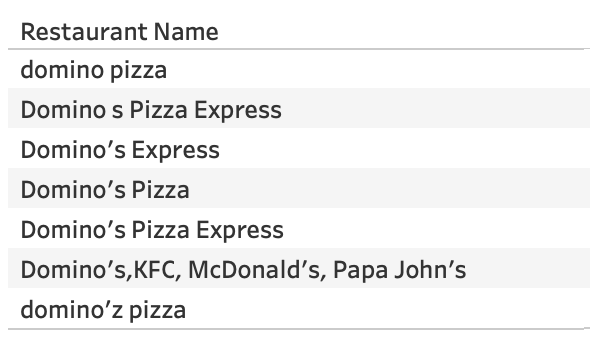 Restaurant Name
domino pizza
Domino s Pizza Express
Domino’s Express
Domino’s Pizza
Domino’s Pizza Express
Domino’s,KFC, McDonald’s, Papa John’s
domino’z pizza